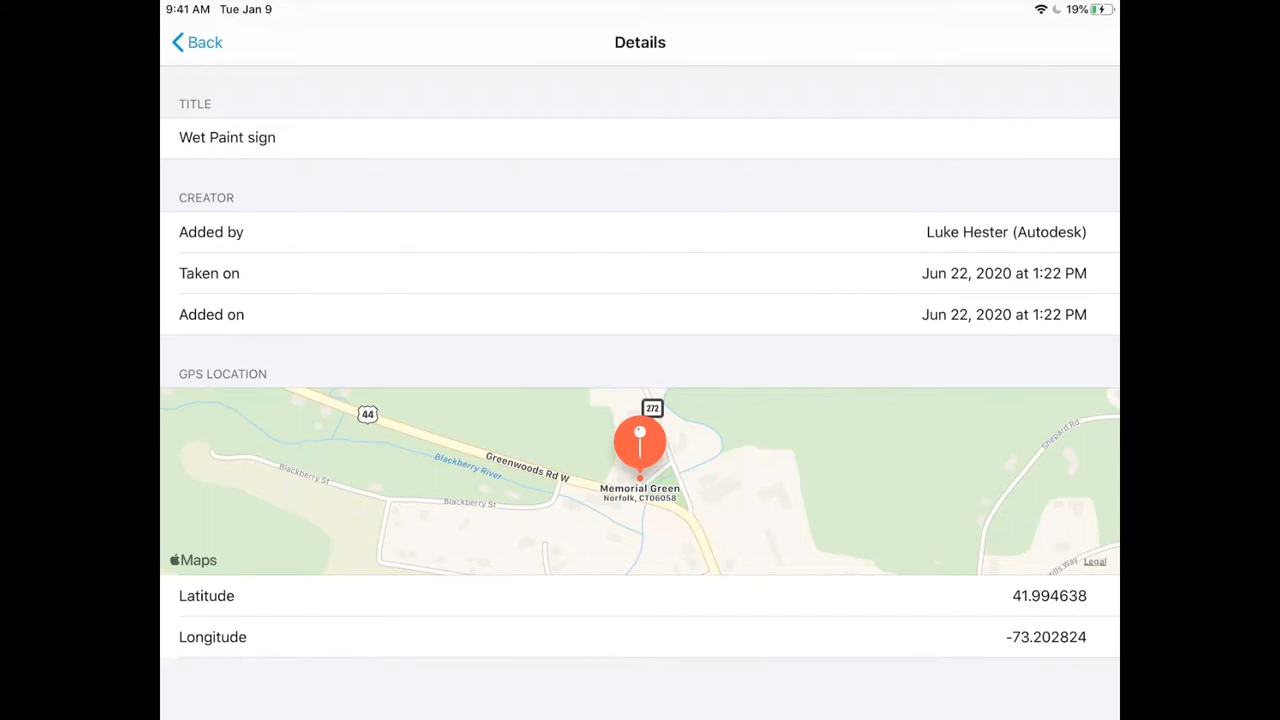 9:41 AM Tue Jan 9
19%
Back
Details
TITLE
Wet Paint sign
CREATOR
Added by
Luke Hester (Autodesk)
Taken on
Jun 22, 2020 at 1:22 PM
Added on
Jun 22, 2020 at 1:22 PM
GPS LOCATION
272
44
Shepard Rd
Greenwoods Rd W
Blackberry River
Blackberry St
Memorial Green
Norfolk, CT06058
Blackberry St
Maps
Legal
Latitude
41.994638
Longitude
-73.202824